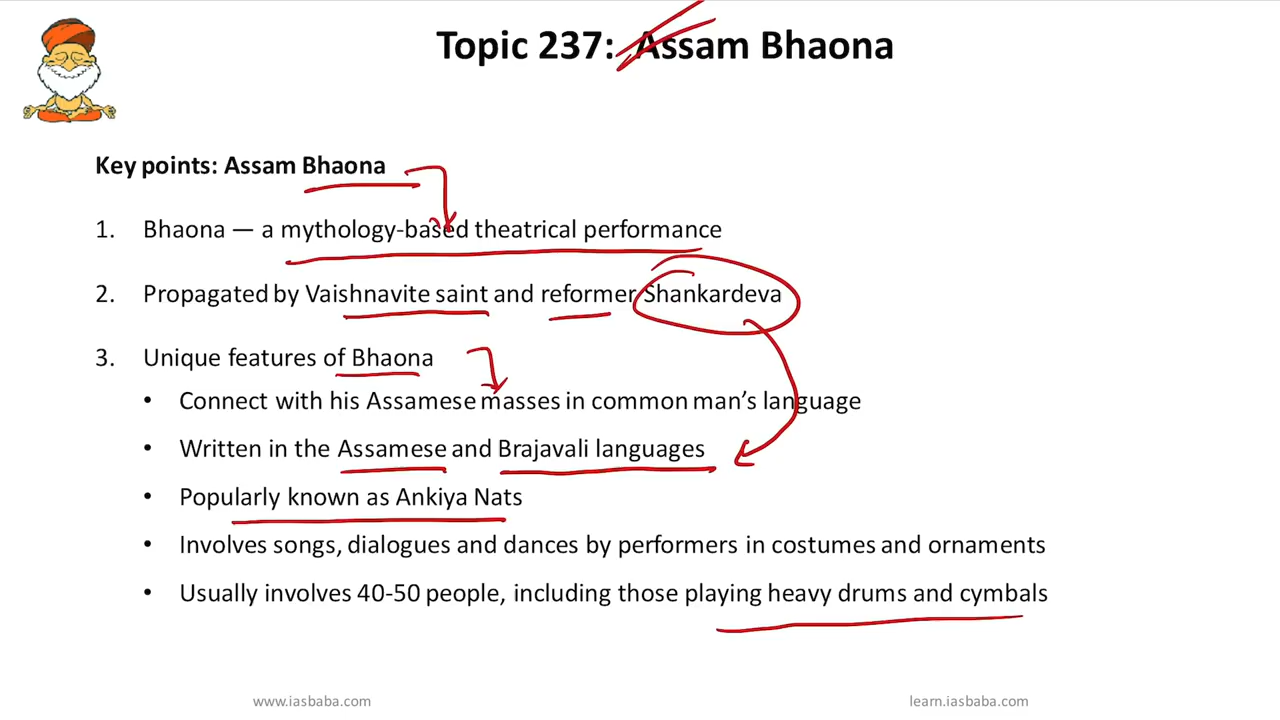 Topic 237: Assam Bhaona
Key points: Assam Bhaona
1. Bhaona — a mythology-based theatrical performance
2. Propagated by Vaishnavite saint and reformer Shankardeva
3. Unique features of Bhaona
• Connect with his Assamese masses in common man’s language
• Written in the Assamese and Brajavali languages
• Popularly known as Ankiya Nats
• Involves songs, dialogues and dances by performers in costumes and ornaments
• Usually involves 40-50 people, including those playing heavy drums and cymbals
www.iasbaba.com
learn.iasbaba.com